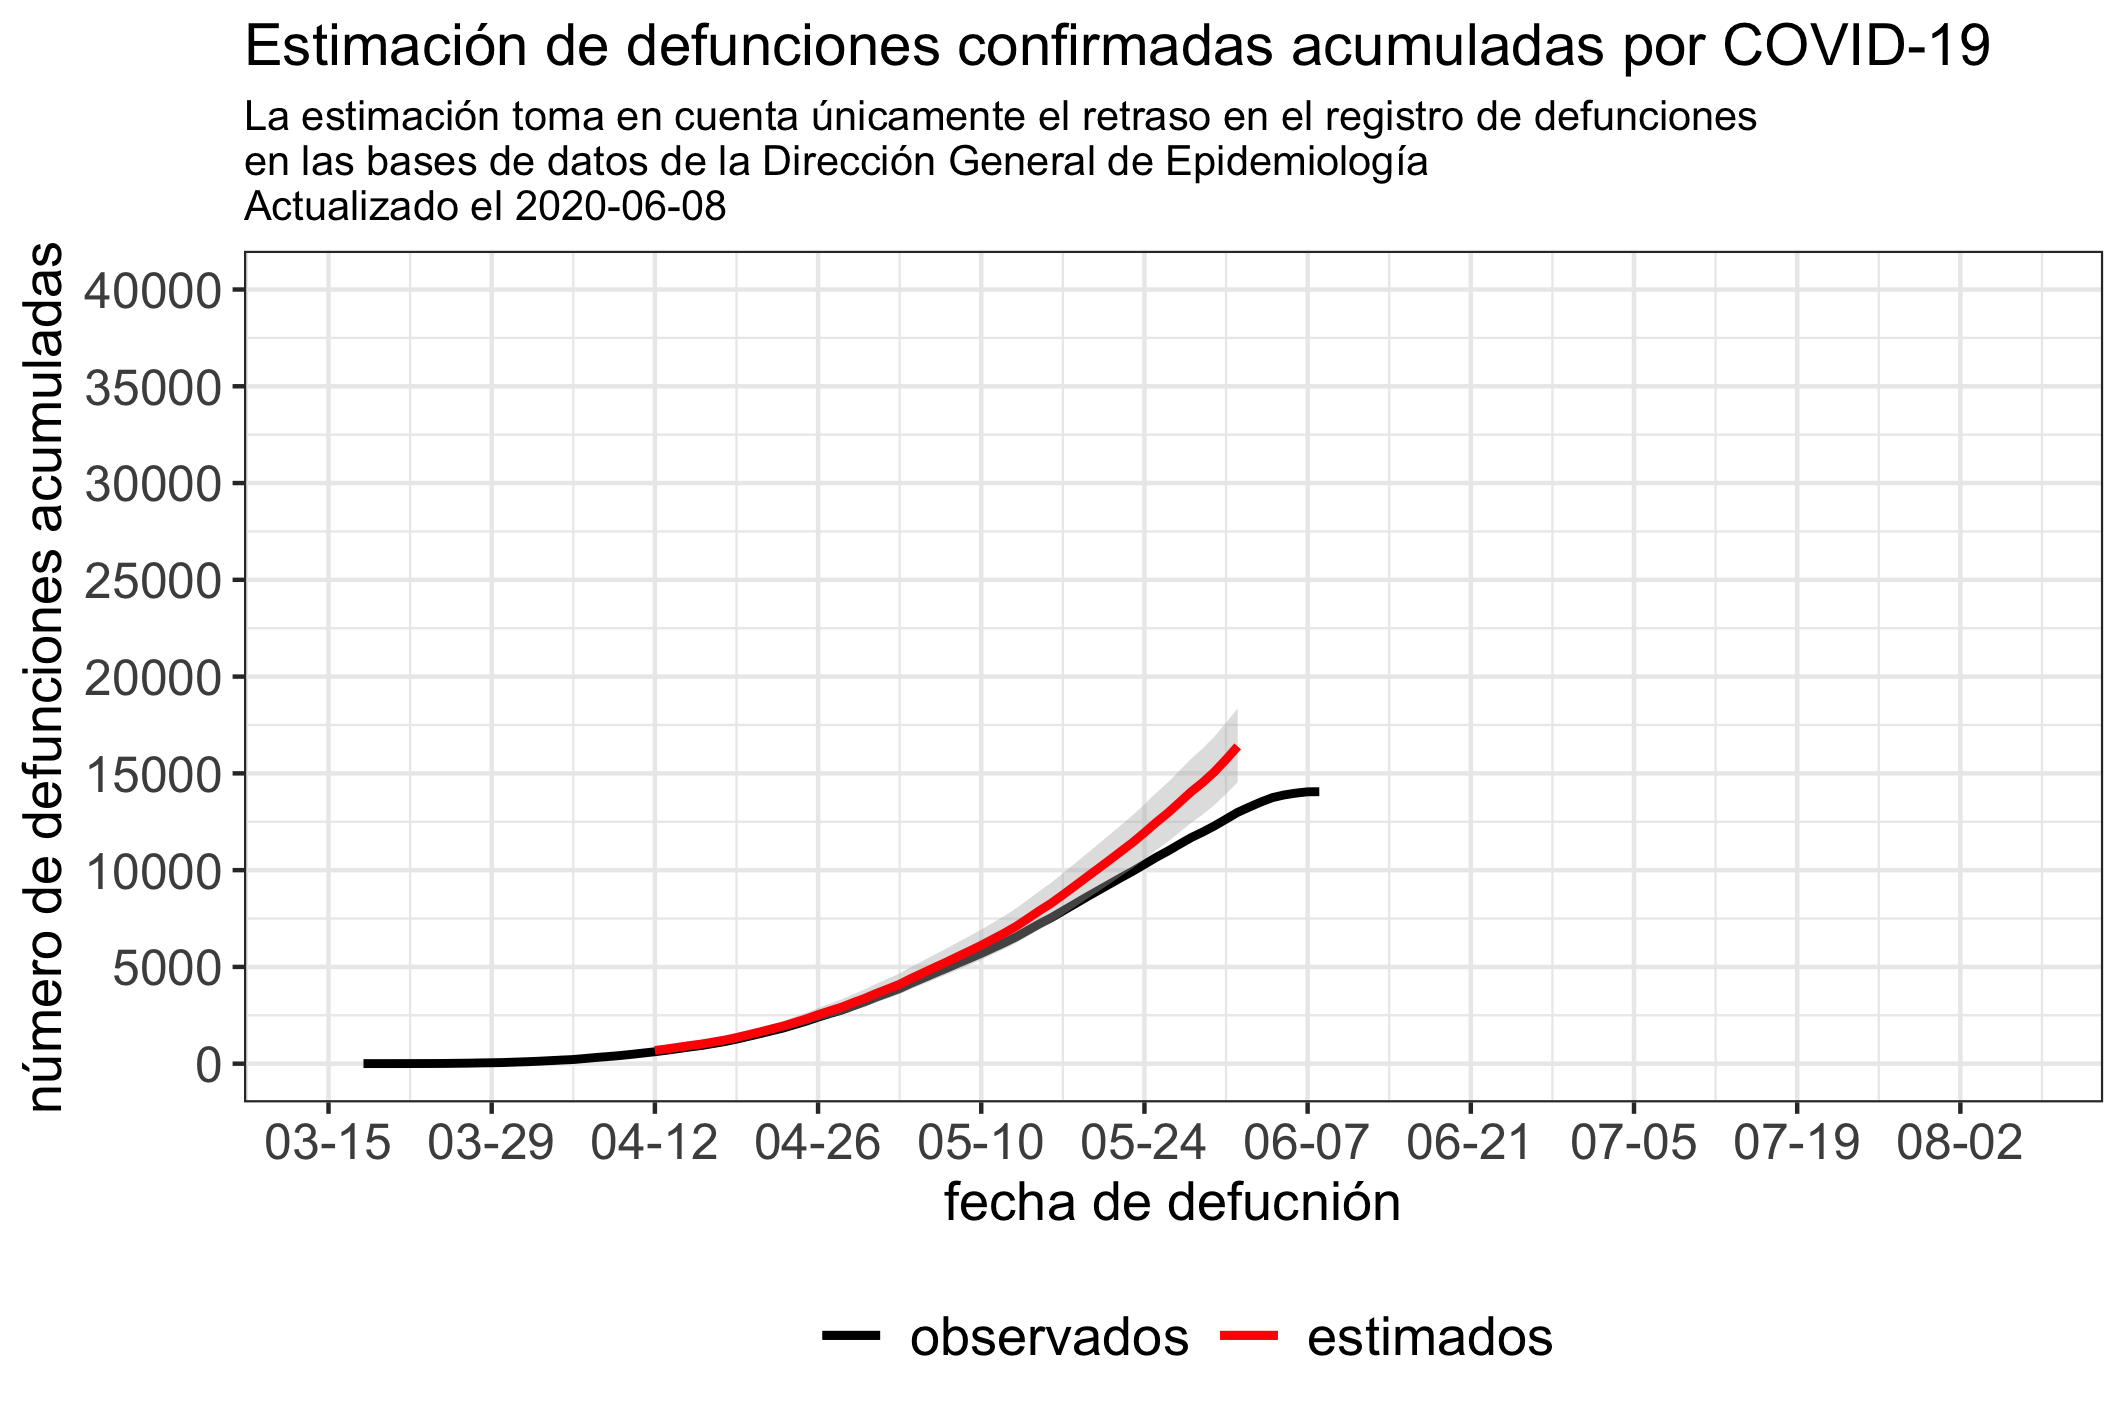 Estimación de defunciones confirmadas acumuladas por COVID-19
La estimación toma en cuenta únicamente el retraso en el registro de defunciones
en las bases de datos de la Dirección General de Epidemiología
Actualizado el 2020-06-08
número de defunciones acumuladas
40000
35000
30000
25000
20000
15000
10000
5000
0
03-15 03-29 04-12 04-26 05-10 05-24 06-07 06-21 07-05 07-19 08-02
fecha de defucnión
observados estimados